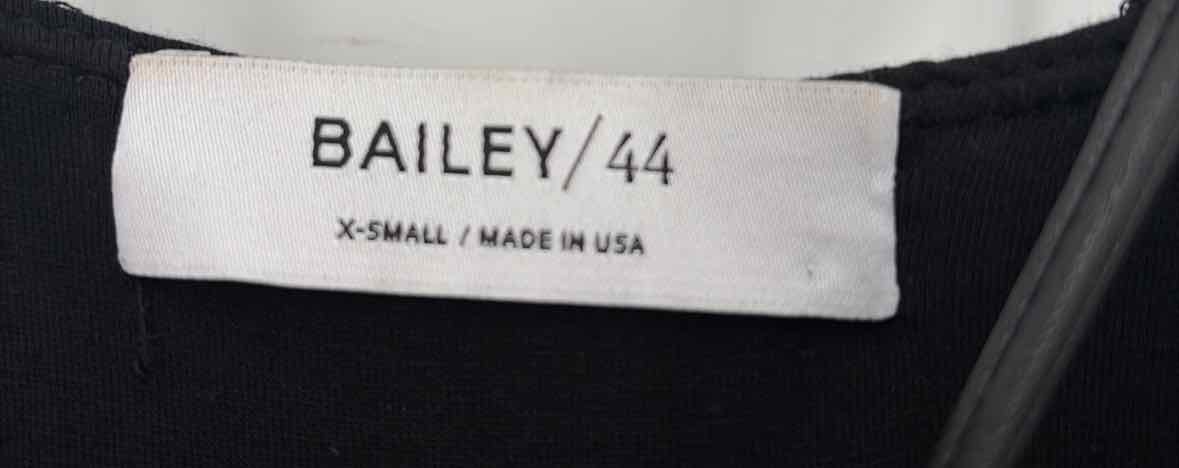 BAILEY/44
X-SMALL / MADE IN USA